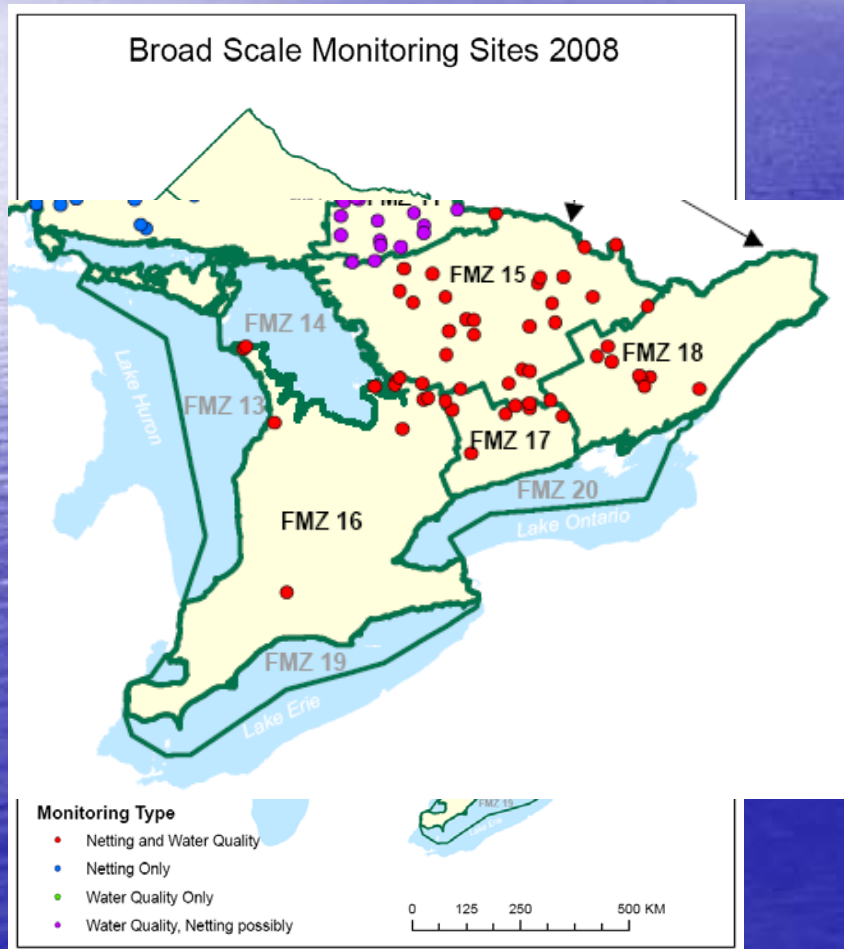 Broad Scale Monitoring Sites 2008
FMZ 15
FMZ 14
FMZ 18
Lake Huron
FMZ 13
FMZ 17
FMZ 20
FMZ 16
Lake Ontario
FMZ 19
Lake Erie
FMZ 19
Monitoring Type
Netting and Water Quality
Netting Only
Water Quality Only
Water Quality, Netting possibly
0 125 250 500 KM